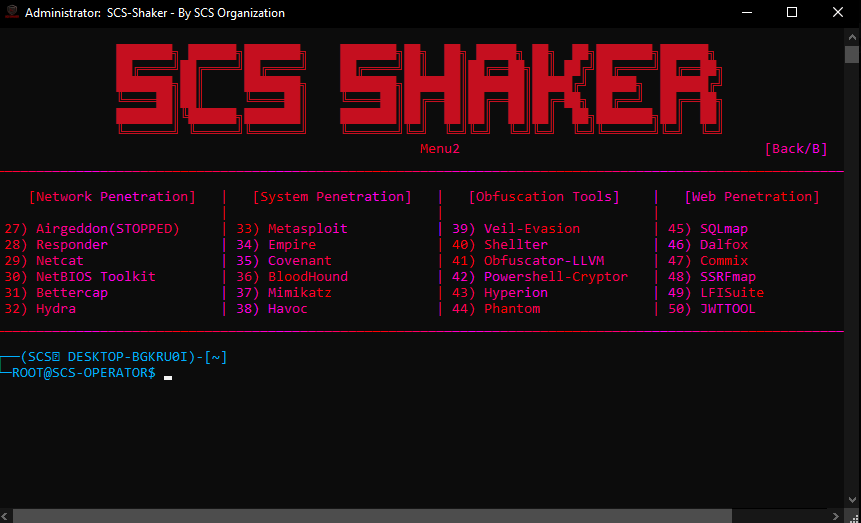 Administrator: SCS-Shaker - By SCS Organization
SCS SHAKER
Menu2 [Back/B]
[Network Penetration] | [System Penetration] | [Obfuscation Tools] | [Web Penetration]
| | |
27) Airgeddon(STOPPED) | 33) Metasploit | 39) Veil-Evasion | 45) SQLmap
28) Responder | 34) Empire | 40) Shellter | 46) Dalfox
29) Netcat | 35) Covenant | 41) Obfuscator-LLVM | 47) Commix
30) NetBIOS Toolkit | 36) BloodHound | 42) Powershell-Cryptor | 48) SSRFmap
31) Bettercap | 37) Mimikatz | 43) Hyperion | 49) LFISuite
32) Hydra | 38) Havoc | 44) Phantom | 50) JWTTOOL
┌──(SCS⍰ DESKTOP-BGKRU0I)-[~]
└─ROOT@SCS-OPERATOR$